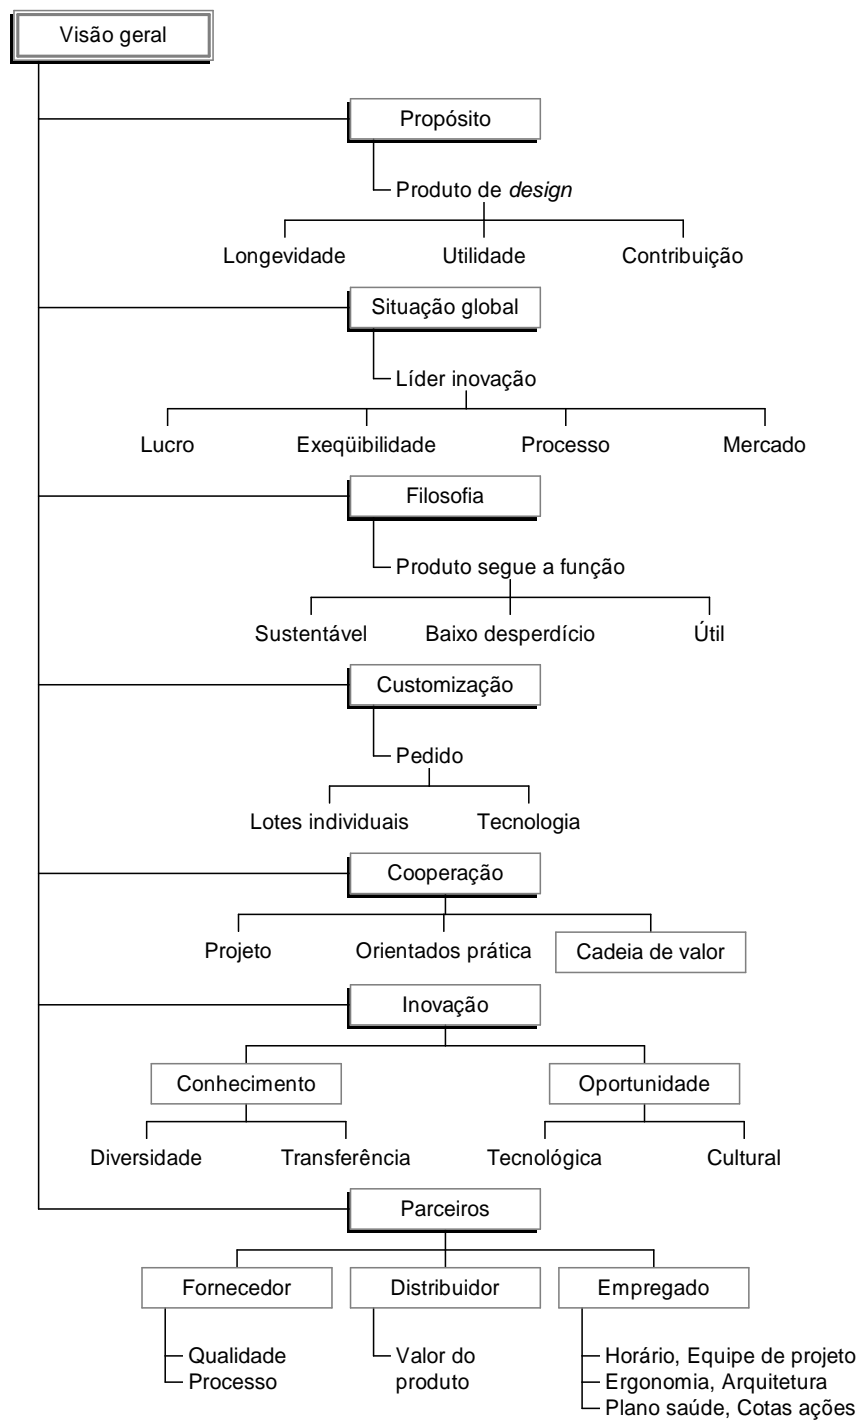 Visão geral
Propósito
Produto de design
Longevidade Utilidade Contribuição
Situação global
Líder inovação
Lucro Exeqüibilidade Processo Mercado
Filosofia
Produto segue a função
Sustentável Baixo desperdício Útil
Customização
Pedido
Lotes individuais Tecnologia
Cooperação
Projeto Orientados prática Cadeia de valor
Inovação
Conhecimento Oportunidade
Diversidade Transferência Tecnológica Cultural
Parceiros
Fornecedor Distribuidor Empregado
Qualidade Valor do Horário, Equipe de projeto
Processo produto Ergonomia, Arquitetura
Plano saúde, Cotas ações